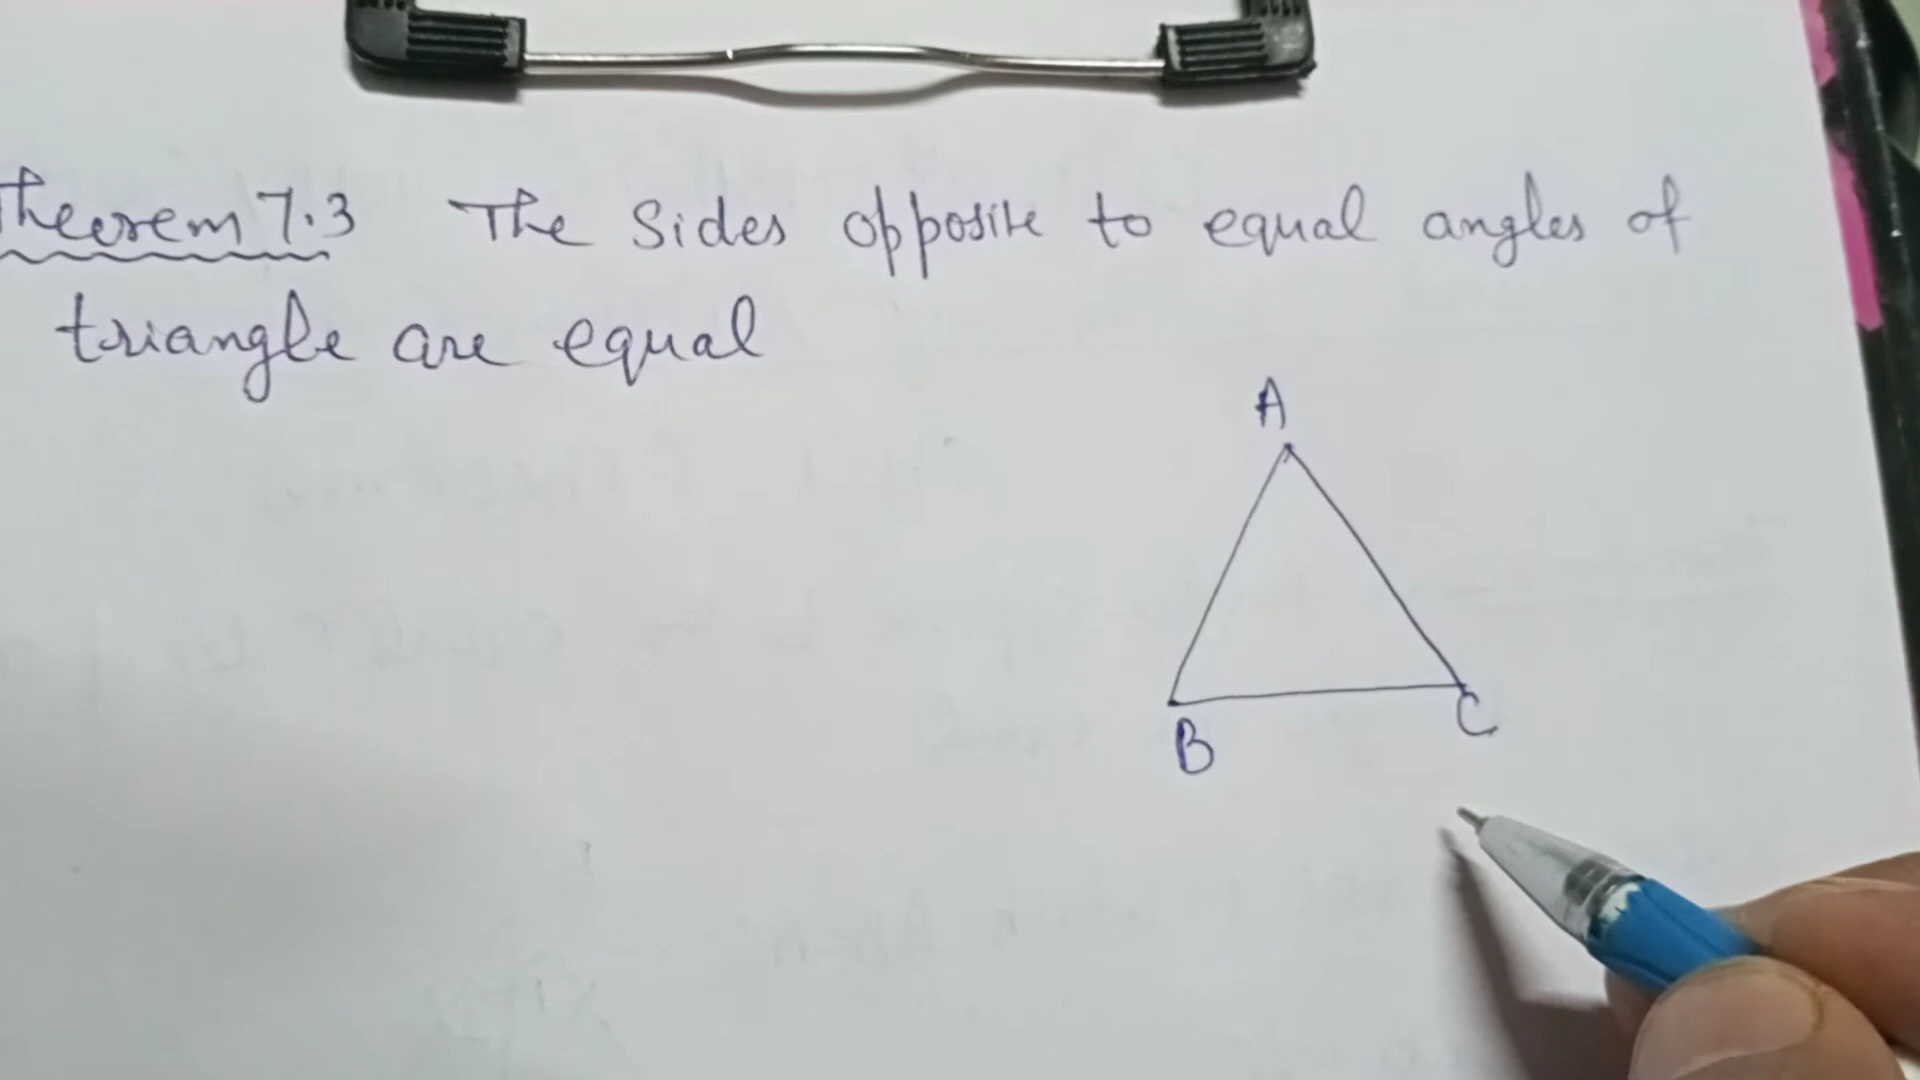 Theorem 7.3 The sides opposite to equal angles of
triangle are equal
A
B
C